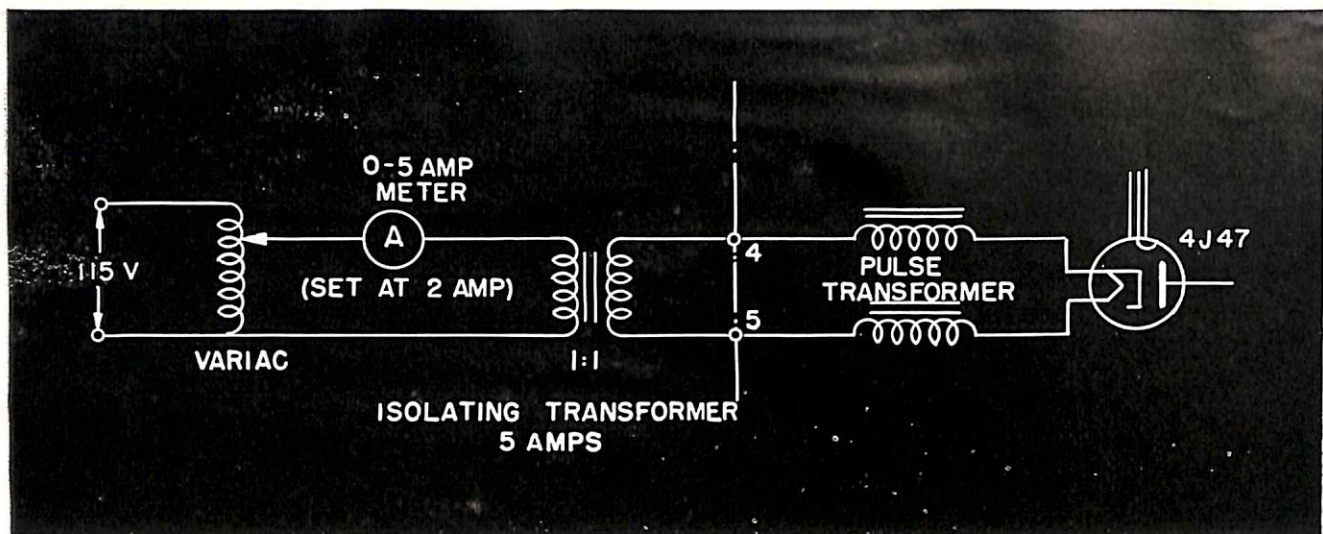 0-5 AMP
METER
A
(SET AT 2 AMP)
115 V
VARIAC
1:1
ISOLATING TRANSFORMER
5 AMPS
4
5
PULSE
TRANSFORMER
4J47